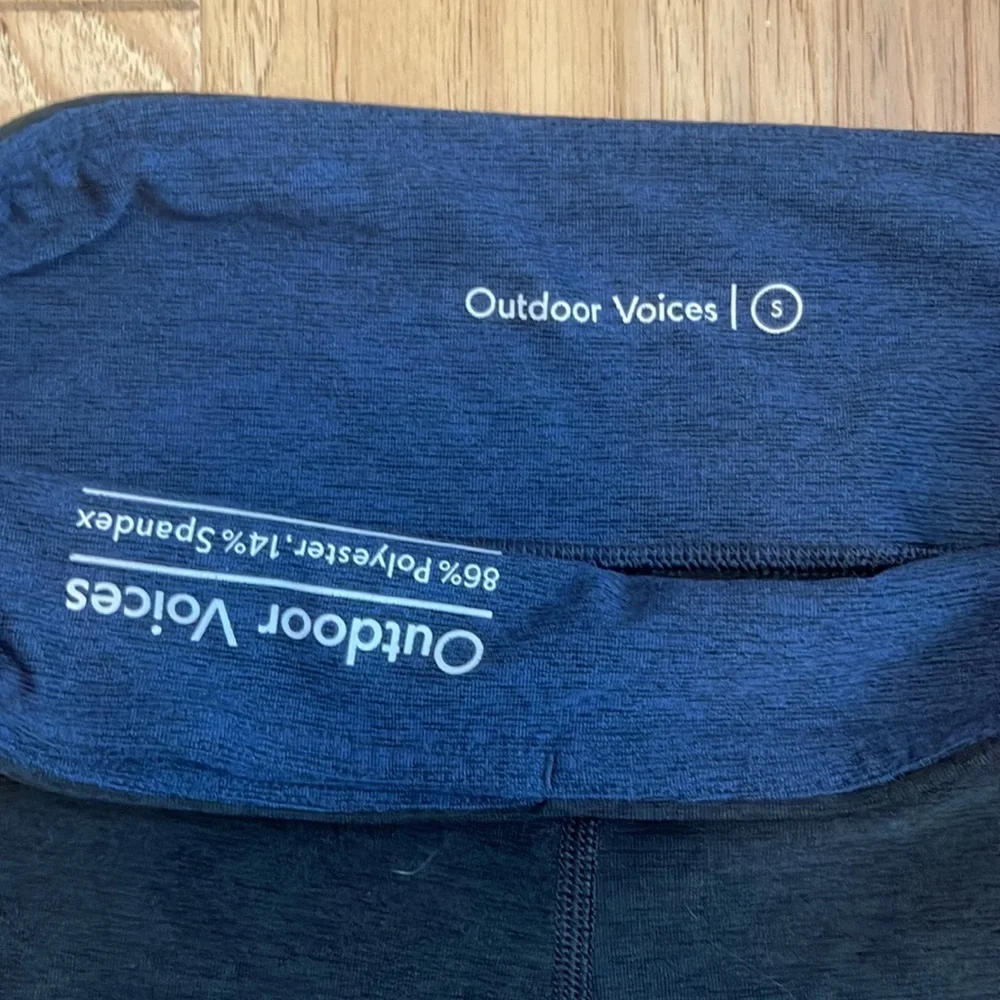 Outdoor Voices | S
Outdoor Voices
86% Polyester, 14% Spandex